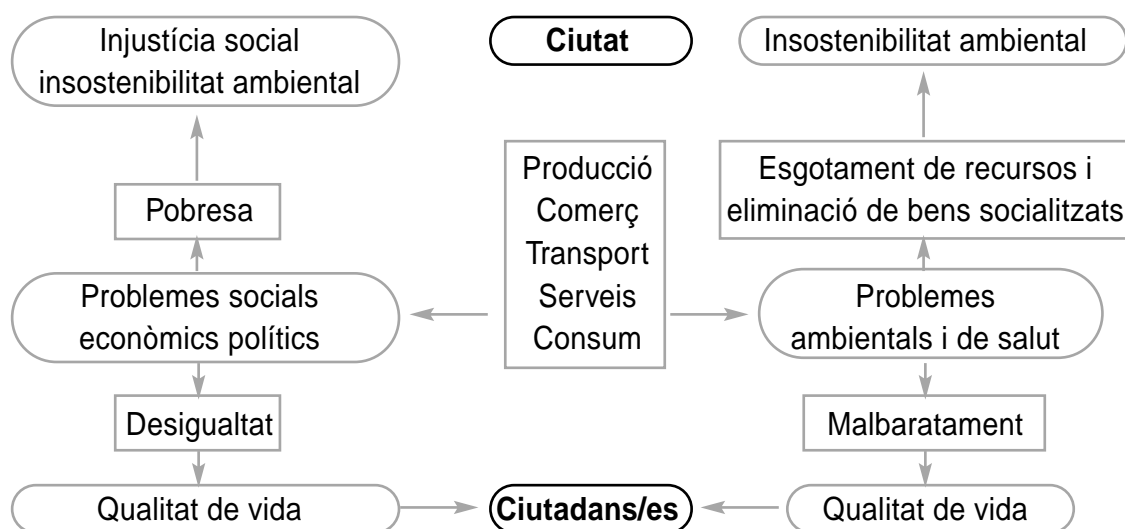 Injustícia social
insostenibilitat ambiental
Ciutat
Insostenibilitat ambiental
Producció
Comerç
Transport
Serveis
Consum
Esgotament de recursos i
eliminació de bens socialitzats
Pobresa
Problemes socials
econòmics polítics
Problemes
ambientals i de salut
Desigualtat
Malbaratament
Qualitat de vida
Ciutadans/es
Qualitat de vida